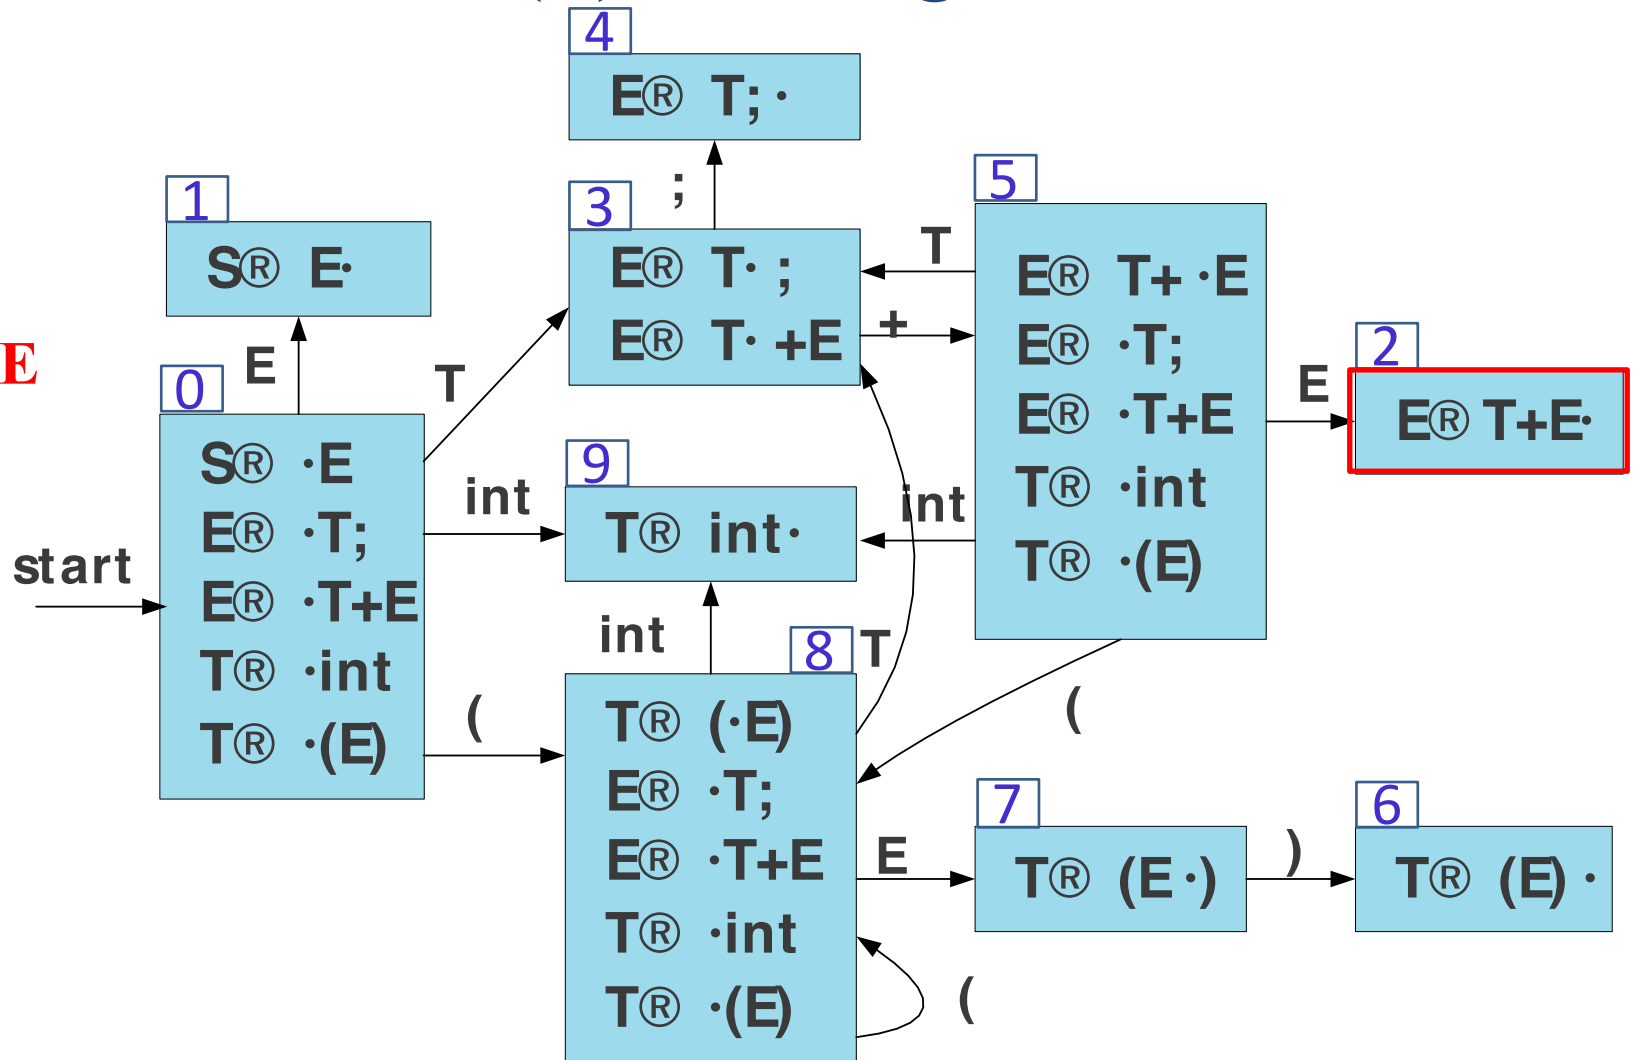 4
E® T; ·
1
S® E·
;
3
E® T· ;
E® T· +E
T
+
5
E® T+ ·E
E® ·T;
E® ·T+E
T® ·int
T® ·(E)
E
2
E® T+E·
E
E
T
0
S® ·E
E® ·T;
E® ·T+E
T® ·int
T® ·(E)
start
int
9
T® int·
int
int
(
8
T
T® (·E)
E® ·T;
E® ·T+E
T® ·int
T® ·(E)
(
E
7
T® (E·)
)
6
T® (E) ·
(